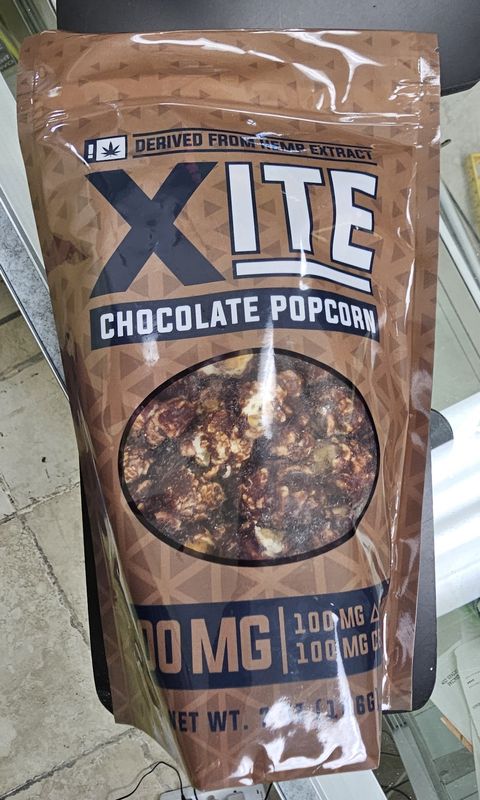 ! DERIVED FROM HEMP EXTRACT
XITE
CHOCOLATE POPCORN
00 MG
100 MG Δ
100 MG C
NET WT.